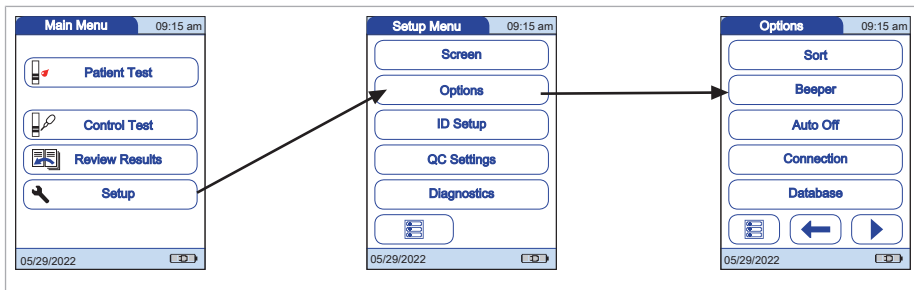 Main Menu 09:15 am
Patient Test
Control Test
Review Results
Setup
05/29/2022
Setup Menu 09:15 am
Screen
Options
ID Setup
QC Settings
Diagnostics
05/29/2022
Options 09:15 am
Sort
Beeper
Auto Off
Connection
Database
05/29/2022